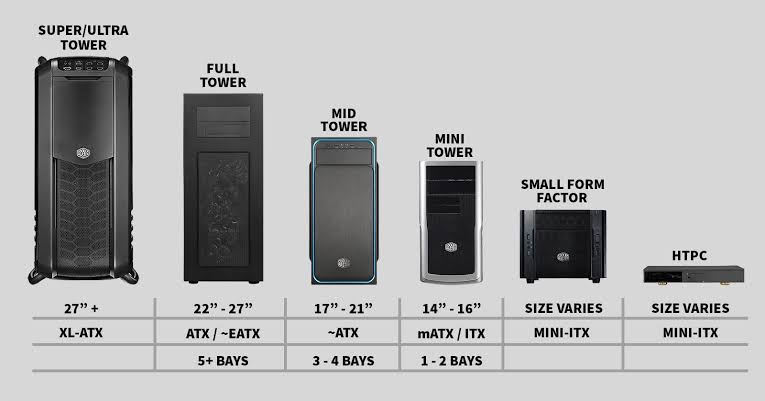 SUPER/ULTRA
TOWER
FULL
TOWER
MID
TOWER
MINI
TOWER
SMALL FORM
FACTOR
HTPC
27” + 22” - 27” 17” - 21” 14” - 16” SIZE VARIES SIZE VARIES
XL-ATX ATX / ~EATX ~ATX mATX / ITX MINI-ITX MINI-ITX
5+ BAYS 3 - 4 BAYS 1 - 2 BAYS